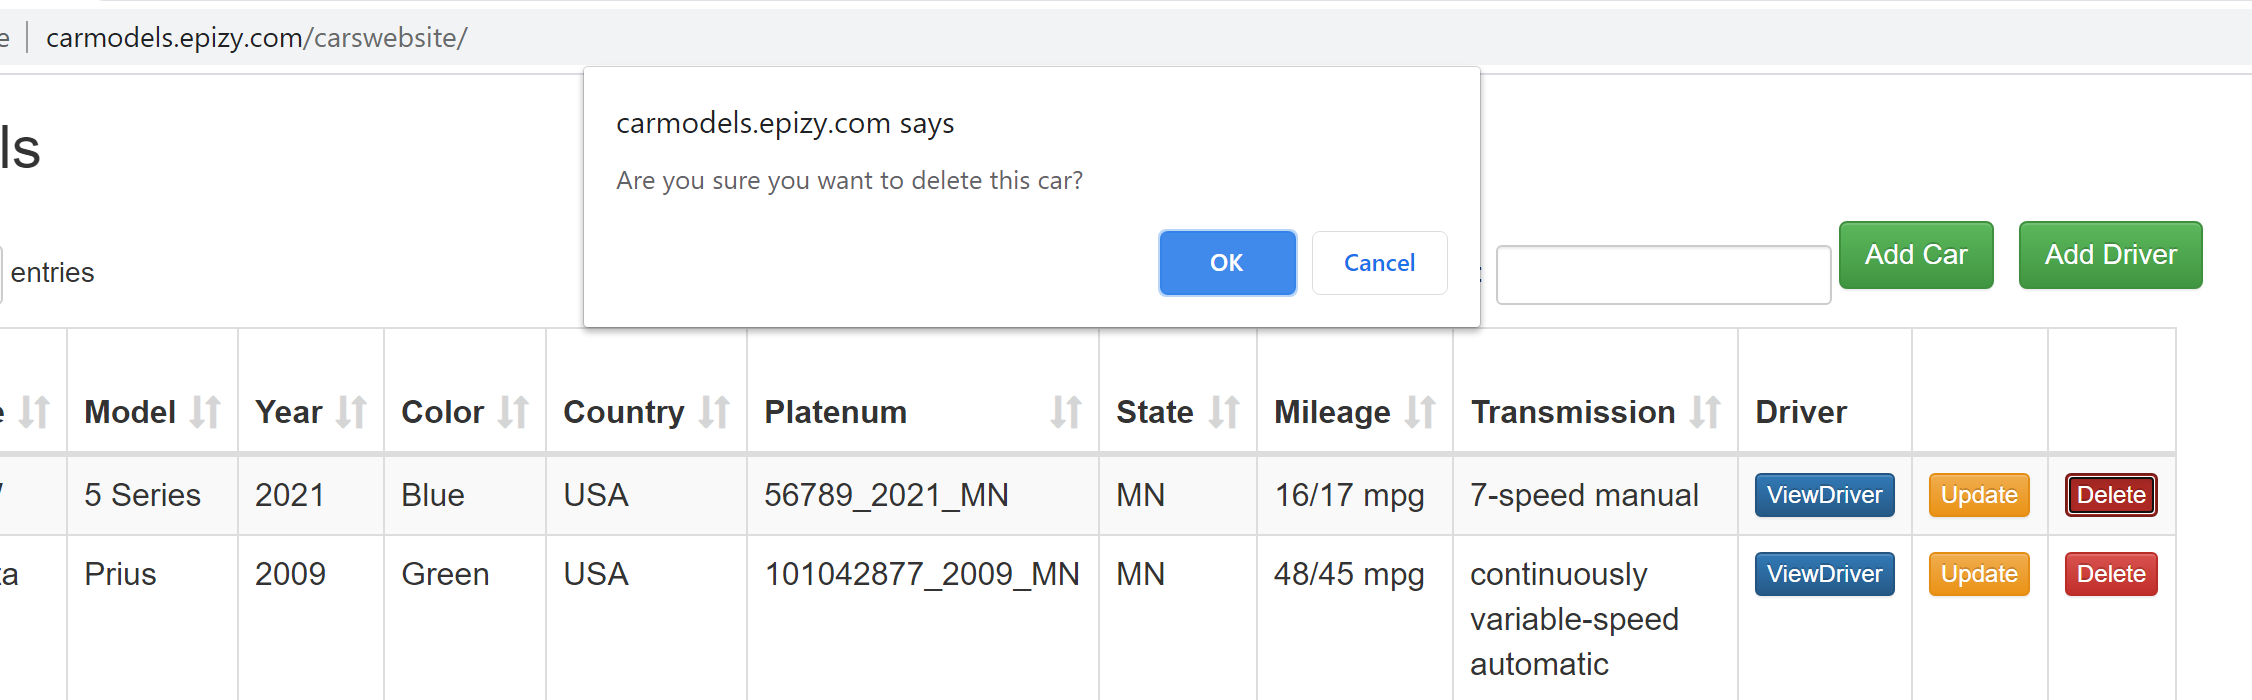 e carmodels.epizy.com/carswebsite/
ls
carmodels.epizy.com says
Are you sure you want to delete this car?
OK Cancel
entries : Add Car Add Driver
e Model Year Color Country Platenum State Mileage Transmission Driver
5 Series 2021 Blue USA 56789_2021_MN MN 16/17 mpg 7-speed manual ViewDriver Update Delete
ta Prius 2009 Green USA 101042877_2009_MN MN 48/45 mpg continuously ViewDriver Update Delete
variable-speed
automatic